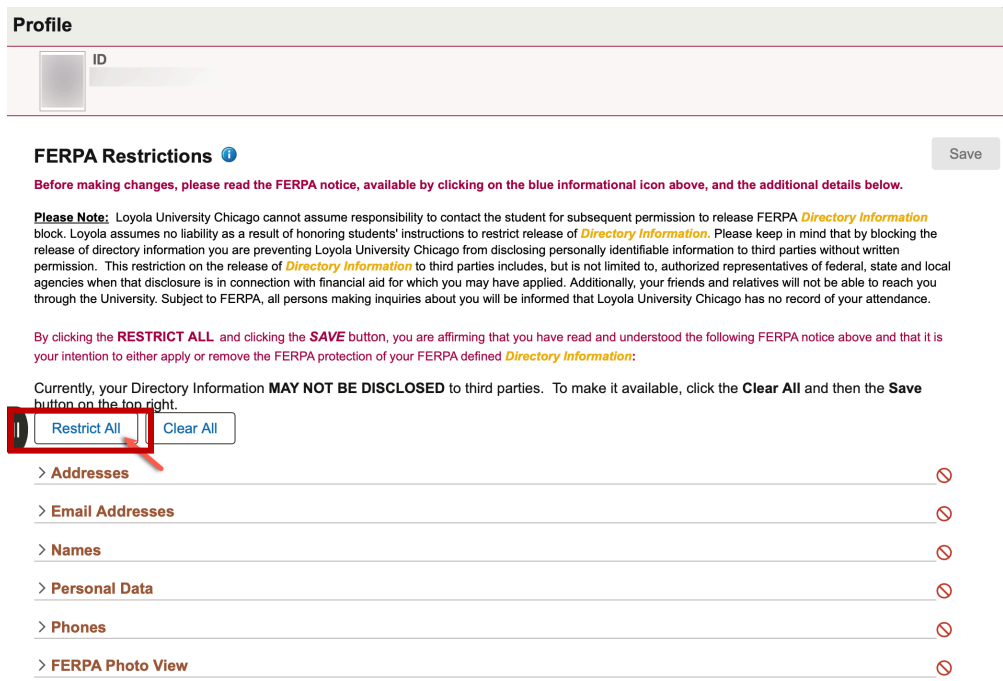 Profile
ID
FERPA Restrictions
Save
Before making changes, please read the FERPA notice, available by clicking on the blue informational icon above, and the additional details below.
Please Note: Loyola University Chicago cannot assume responsibility to contact the student for subsequent permission to release FERPA Directory Information
block. Loyola assumes no liability as a result of honoring students' instructions to restrict release of Directory Information. Please keep in mind that by blocking the
release of directory information you are preventing Loyola University Chicago from disclosing personally identifiable information to third parties without written
permission. This restriction on the release of Directory Information to third parties includes, but is not limited to, authorized representatives of federal, state and local
agencies when that disclosure is in connection with financial aid for which you may have applied. Additionally, your friends and relatives will not be able to reach you
through the University. Subject to FERPA, all persons making inquiries about you will be informed that Loyola University Chicago has no record of your attendance.
By clicking the RESTRICT ALL and clicking the SAVE button, you are affirming that you have read and understood the following FERPA notice above and that it is
your intention to either apply or remove the FERPA protection of your FERPA defined Directory Information:
Currently, your Directory Information MAY NOT BE DISCLOSED to third parties. To make it available, click the Clear All and then the Save
button on the top right.
Restrict All Clear All
Addresses
Email Addresses
Names
Personal Data
Phones
FERPA Photo View